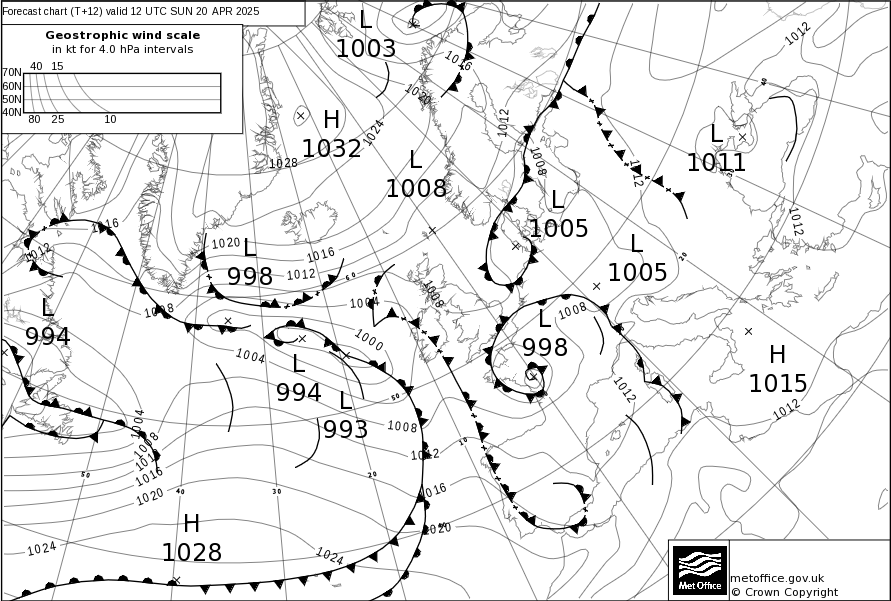 Forecast chart (T+12) valid 12 UTC SUN 20 APR 2025
Geostrophic wind scale
in kt for 4.0 hPa intervals
40 15
70N
60N
50N
40N
80 25 10
L
1003
1016
1020
1012
40
H
1032
1024
1012
L
1011
30
1028
L
1008
1008
1012
1016
L
1005
1012
1012
1020
L
998
1016
1012
60
L
1005
20
1008
1004
1008
1008
L
994
L
998
1004
1000
H
1015
L
994
50
1012
1012
L
993
1004
1008
1008
1012
1012
10
1016
1020
50
40
30
20
1016
1020
40
H
1028
1024
1024
Met Office
metoffice.gov.uk
© Crown Copyright